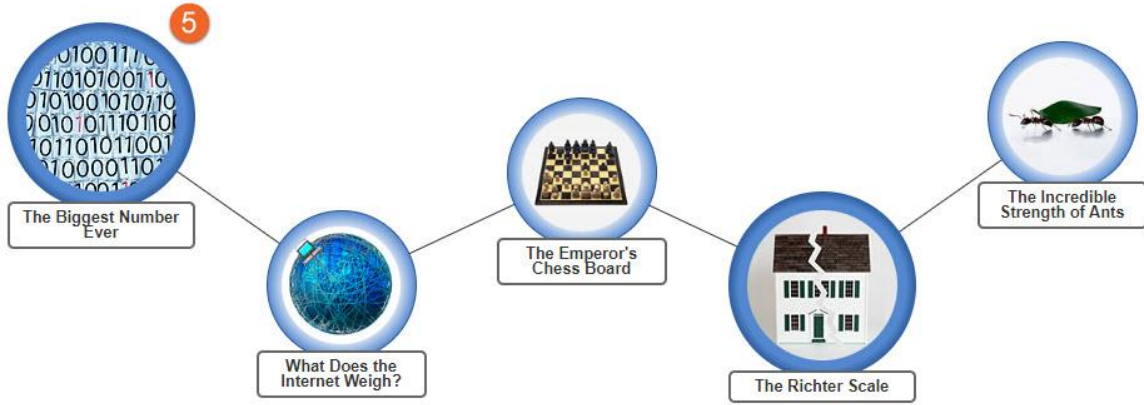 5
The Biggest Number
Ever
What Does the
Internet Weigh?
The Emperor's
Chess Board
The Richter Scale
The Incredible
Strength of Ants